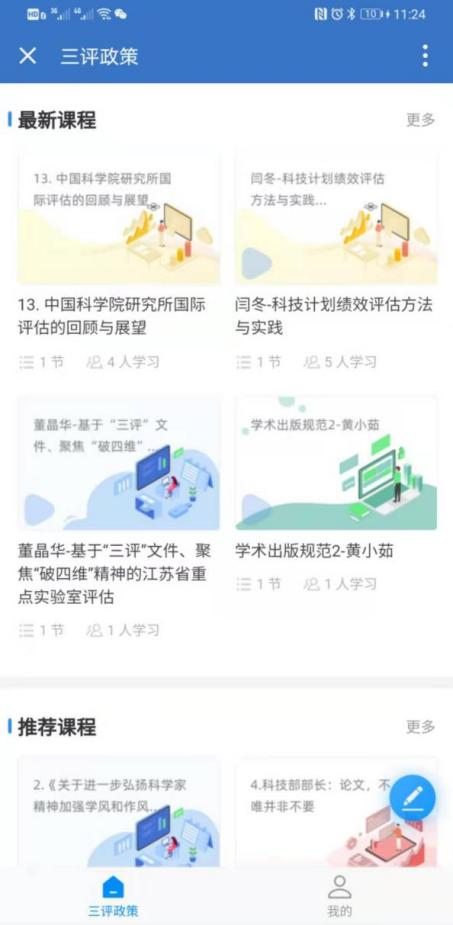 HD 3G 4G 10 11:24
三评政策
最新课程 更多
13. 中国科学院研究所国
际评估的回顾与展望
闫冬-科技计划绩效评估
方法与实践...
13. 中国科学院研究所国际
评估的回顾与展望
闫冬-科技计划绩效评估方法
与实践
1 节 4 人学习
1 节 5 人学习
董晶华-基于“三评”文
件、聚焦“破四维”...
学术出版规范2-黄小茹
董晶华-基于“三评”文件、聚
焦“破四维”精神的江苏省重
点实验室评估
学术出版规范2-黄小茹
1 节 1 人学习
1 节 1 人学习
推荐课程 更多
2.《关于进一步弘扬科学家
精神加强学风和作风...
4.科技部部长：论文，不
唯并非不要
三评政策 我的